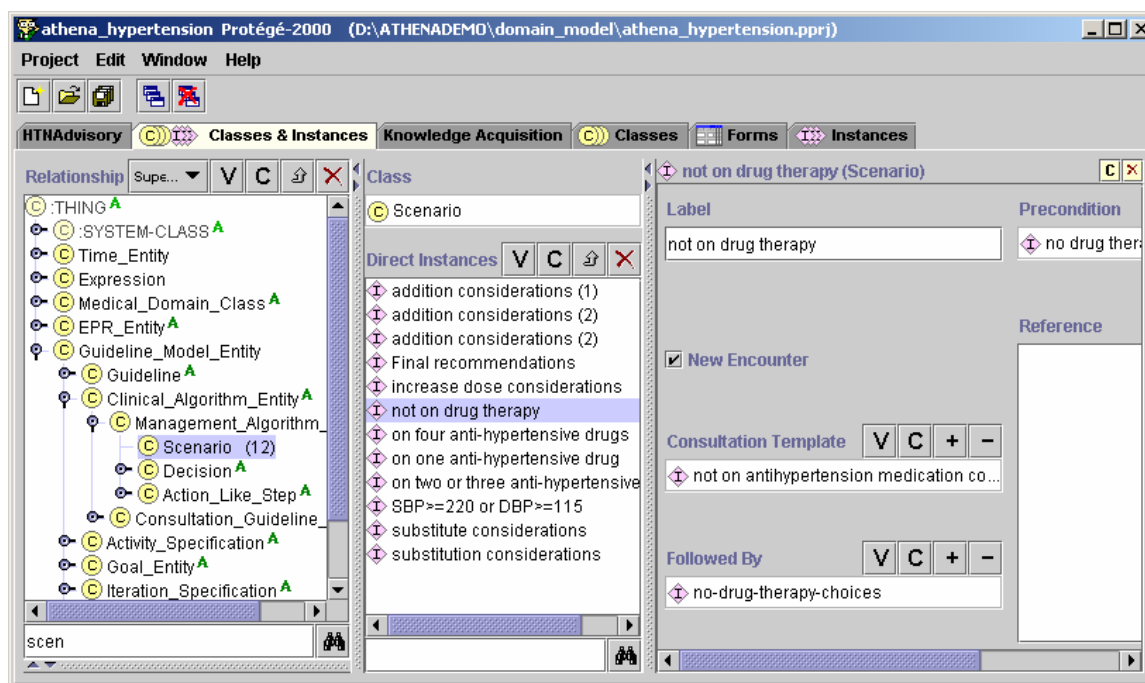 athena_hypertension Protégé-2000 (D:\ATHENADEMO\domain_model\athena_hypertension.pprj)
Project Edit Window Help
HTNAdvisory Classes & Instances Knowledge Acquisition Classes Forms Instances
Relationship Supe... V C
:THING A
:SYSTEM-CLASS A
Time_Entity
Expression
Medical_Domain_Class A
EPR_Entity A
Guideline_Model_Entity
Guideline A
Clinical_Algorithm_Entity A
Management_Algorithm_
Scenario (12)
Decision A
Action_Like_Step A
Consultation_Guideline_
Activity_Specification A
Goal_Entity A
Iteration_Specification A
scen
Class
C Scenario
Direct Instances V C
addition considerations (1)
addition considerations (2)
addition considerations (2)
Final recommendations
increase dose considerations
not on drug therapy
on four anti-hypertensive drugs
on one anti-hypertensive drug
on two or three anti-hypertensive
SBP>=220 or DBP>=115
substitute considerations
substitution considerations
not on drug therapy (Scenario) C
Label
not on drug therapy
Precondition
no drug ther
New Encounter
Reference
Consultation Template V C + -
not on antihypertension medication co...
Followed By V C + -
no-drug-therapy-choices